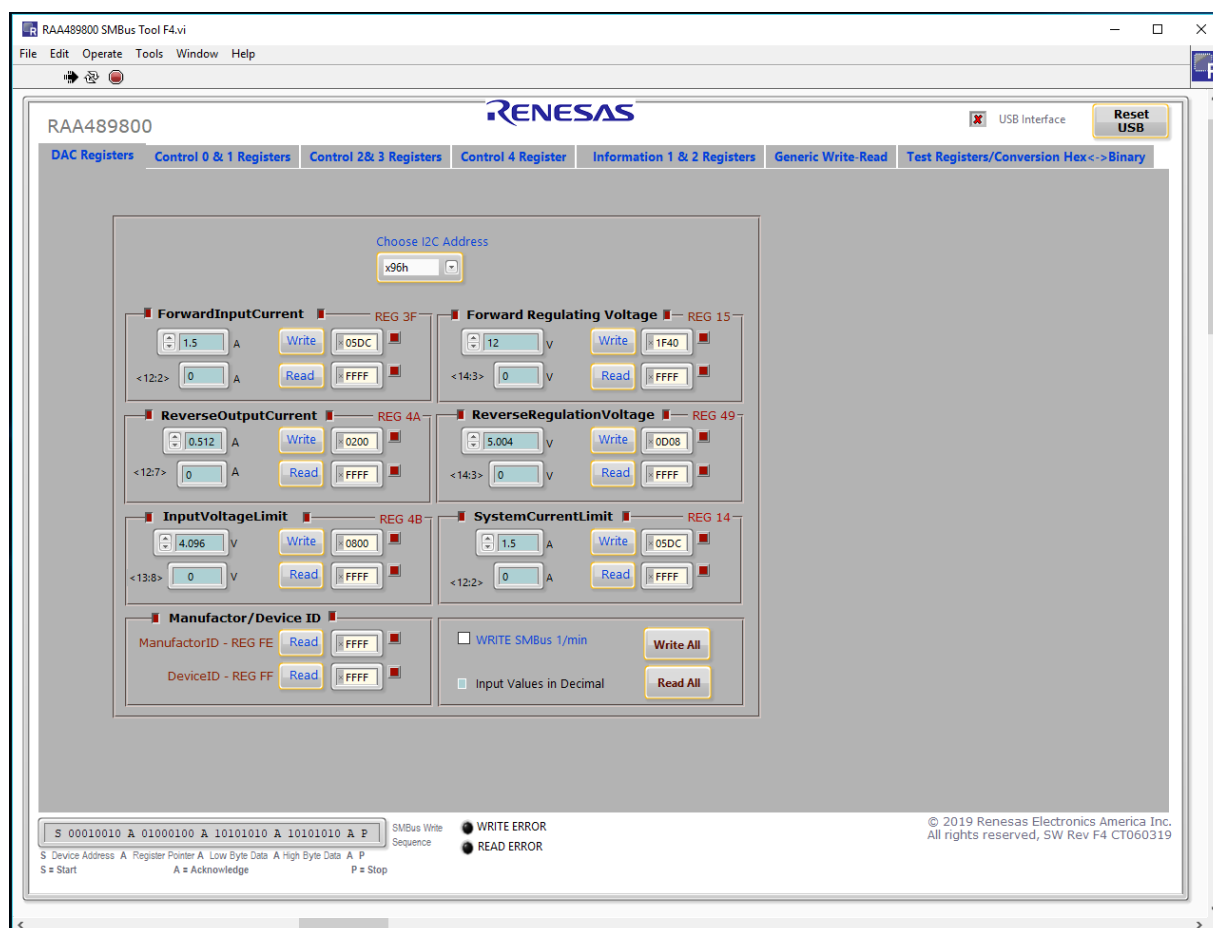 RAA489800 SMBus Tool F4.vi
File Edit Operate Tools Window Help
RENESAS
RAA489800
USB Interface
Reset
USB
DAC Registers Control 0 & 1 Registers Control 2& 3 Registers Control 4 Register Information 1 & 2 Registers Generic Write-Read Test Registers/Conversion Hex<->Binary
Choose I2C Address
x96h
ForwardInputCurrent REG 3F
1.5 A Write x 05DC
<12:2> 0 A Read x FFFF
Forward Regulating Voltage REG 15
12 V Write x 1F40
<14:3> 0 V Read x FFFF
ReverseOutputCurrent REG 4A
0.512 A Write x 0200
<12:7> 0 A Read x FFFF
ReverseRegulationVoltage REG 49
5.004 V Write x 0D08
<14:3> 0 V Read x FFFF
InputVoltageLimit REG 4B
4.096 V Write x 0800
<13:8> 0 V Read x FFFF
SystemCurrentLimit REG 14
1.5 A Write x 05DC
<12:2> 0 A Read x FFFF
Manufactor/Device ID
ManufactorID - REG FE Read x FFFF
DeviceID - REG FF Read x FFFF
WRITE SMBus 1/min
Write All
Input Values in Decimal
Read All
S 00010010 A 01000100 A 10101010 A 10101010 A P
SMBus Write
Sequence
S Device Address A Register Pointer A Low Byte Data A High Byte Data A P
S = Start A = Acknowledge P = Stop
WRITE ERROR
READ ERROR
© 2019 Renesas Electronics America Inc.
All rights reserved, SW Rev F4 CT060319